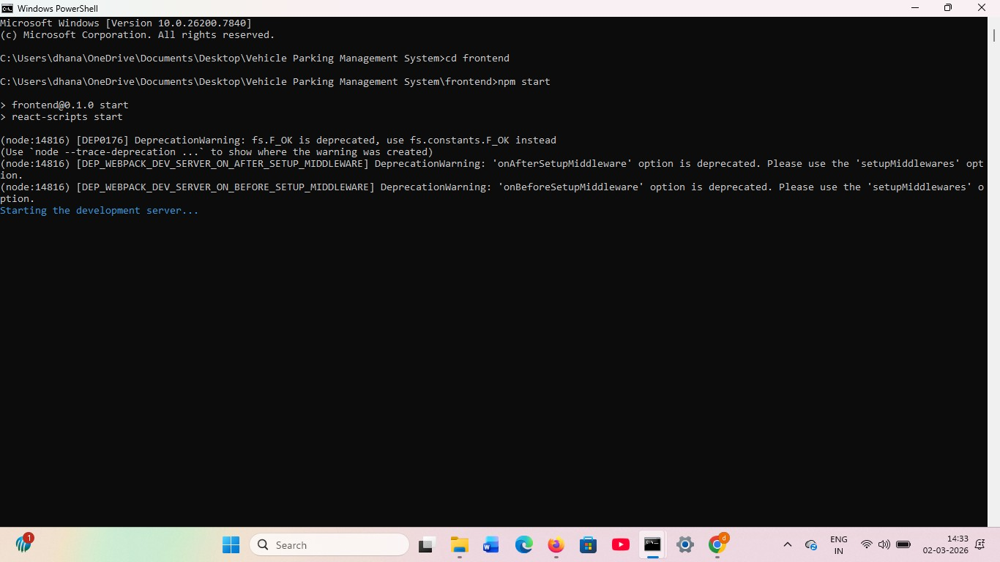 Windows PowerShell
Microsoft Windows [Version 10.0.26200.7840]
(c) Microsoft Corporation. All rights reserved.
C:\Users\dhana\OneDrive\Documents\Desktop\Vehicle Parking Management System>cd frontend
C:\Users\dhana\OneDrive\Documents\Desktop\Vehicle Parking Management System\frontend>npm start
> frontend@0.1.0 start
> react-scripts start
(node:14816) [DEP0176] DeprecationWarning: fs.F_OK is deprecated, use fs.constants.F_OK instead
(Use `node --trace-deprecation ...` to show where the warning was created)
(node:14816) [DEP_WEBPACK_DEV_SERVER_ON_AFTER_SETUP_MIDDLEWARE] DeprecationWarning: 'onAfterSetupMiddleware' option is deprecated. Please use the 'setupMiddlewares' opt
ion.
(node:14816) [DEP_WEBPACK_DEV_SERVER_ON_BEFORE_SETUP_MIDDLEWARE] DeprecationWarning: 'onBeforeSetupMiddleware' option is deprecated. Please use the 'setupMiddlewares' o
ption.
Starting the development server...
1
Search
W
d
ENG
IN
14:33
02-03-2026